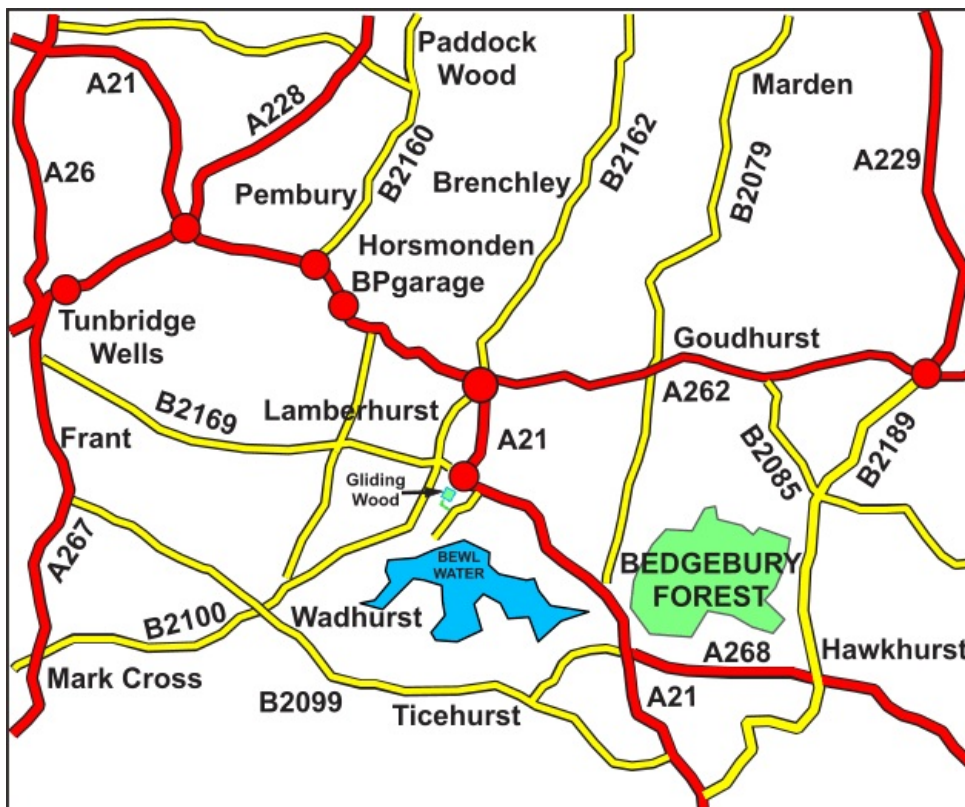 Paddock
Wood
A21
A228
Marden
B2160
B2162
A229
A26
Pembury
Brenchley
B2079
Horsmonden
BPgarage
Tunbridge
Wells
Goudhurst
A262
B2169
Lamberhurst
Frant
A21
B2085
B2189
Gliding
Wood
A267
BEWL
WATER
BEDGEBURY
FOREST
B2100
Wadhurst
Mark Cross
A268
Hawkhurst
B2099
Ticehurst
A21